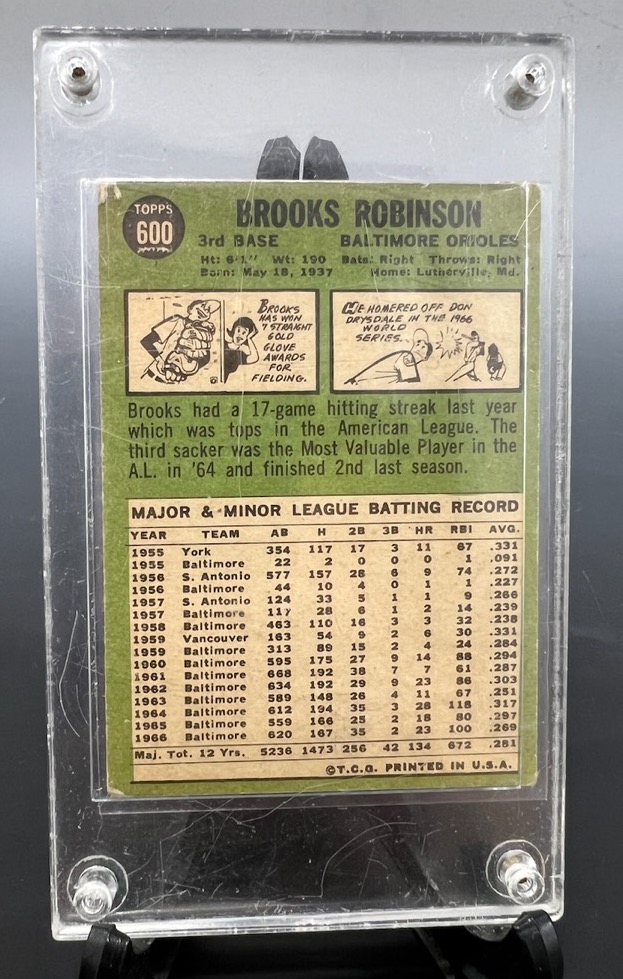 TOPPS
600
BROOKS ROBINSON
3rd BASE BALTIMORE ORIOLES
Ht: 6'1" Wt: 190 Bats: Right Throws: Right
Born: May 18, 1937 Home: Lutherville, Md.
BROOKS
HAS WON
7 STRAIGHT
GOLD
GLOVE
AWARDS
FOR
FIELDING.
HE HOMERED OFF DON
DRYSDALE IN THE 1966
WORLD
SERIES.
Brooks had a 17-game hitting streak last year
which was tops in the American League. The
third sacker was the Most Valuable Player in the
A.L. in '64 and finished 2nd last season.
MAJOR & MINOR LEAGUE BATTING RECORD
YEAR TEAM AB H 2B 3B HR RBI AVG.
1955 York 354 117 17 3 11 67 .331
1955 Baltimore 22 2 0 0 0 1 .091
1956 S. Antonio 577 157 28 6 9 74 .272
1956 Baltimore 44 10 4 0 1 1 .227
1957 S. Antonio 124 33 5 1 1 9 .266
1957 Baltimore 117 28 6 1 2 14 .239
1958 Baltimore 463 110 16 3 3 32 .238
1959 Vancouver 163 54 9 2 6 30 .331
1959 Baltimore 313 89 15 2 4 24 .284
1960 Baltimore 595 175 27 9 14 88 .294
1961 Baltimore 668 192 38 7 7 61 .287
1962 Baltimore 634 192 29 9 23 86 .303
1963 Baltimore 589 148 26 4 11 67 .251
1964 Baltimore 612 194 35 3 28 118 .317
1965 Baltimore 559 166 25 2 18 80 .297
1966 Baltimore 620 167 35 2 23 100 .269
Maj. Tot. 12 Yrs. 5236 1473 256 42 134 672 .281
©T.C.G. PRINTED IN U.S.A.